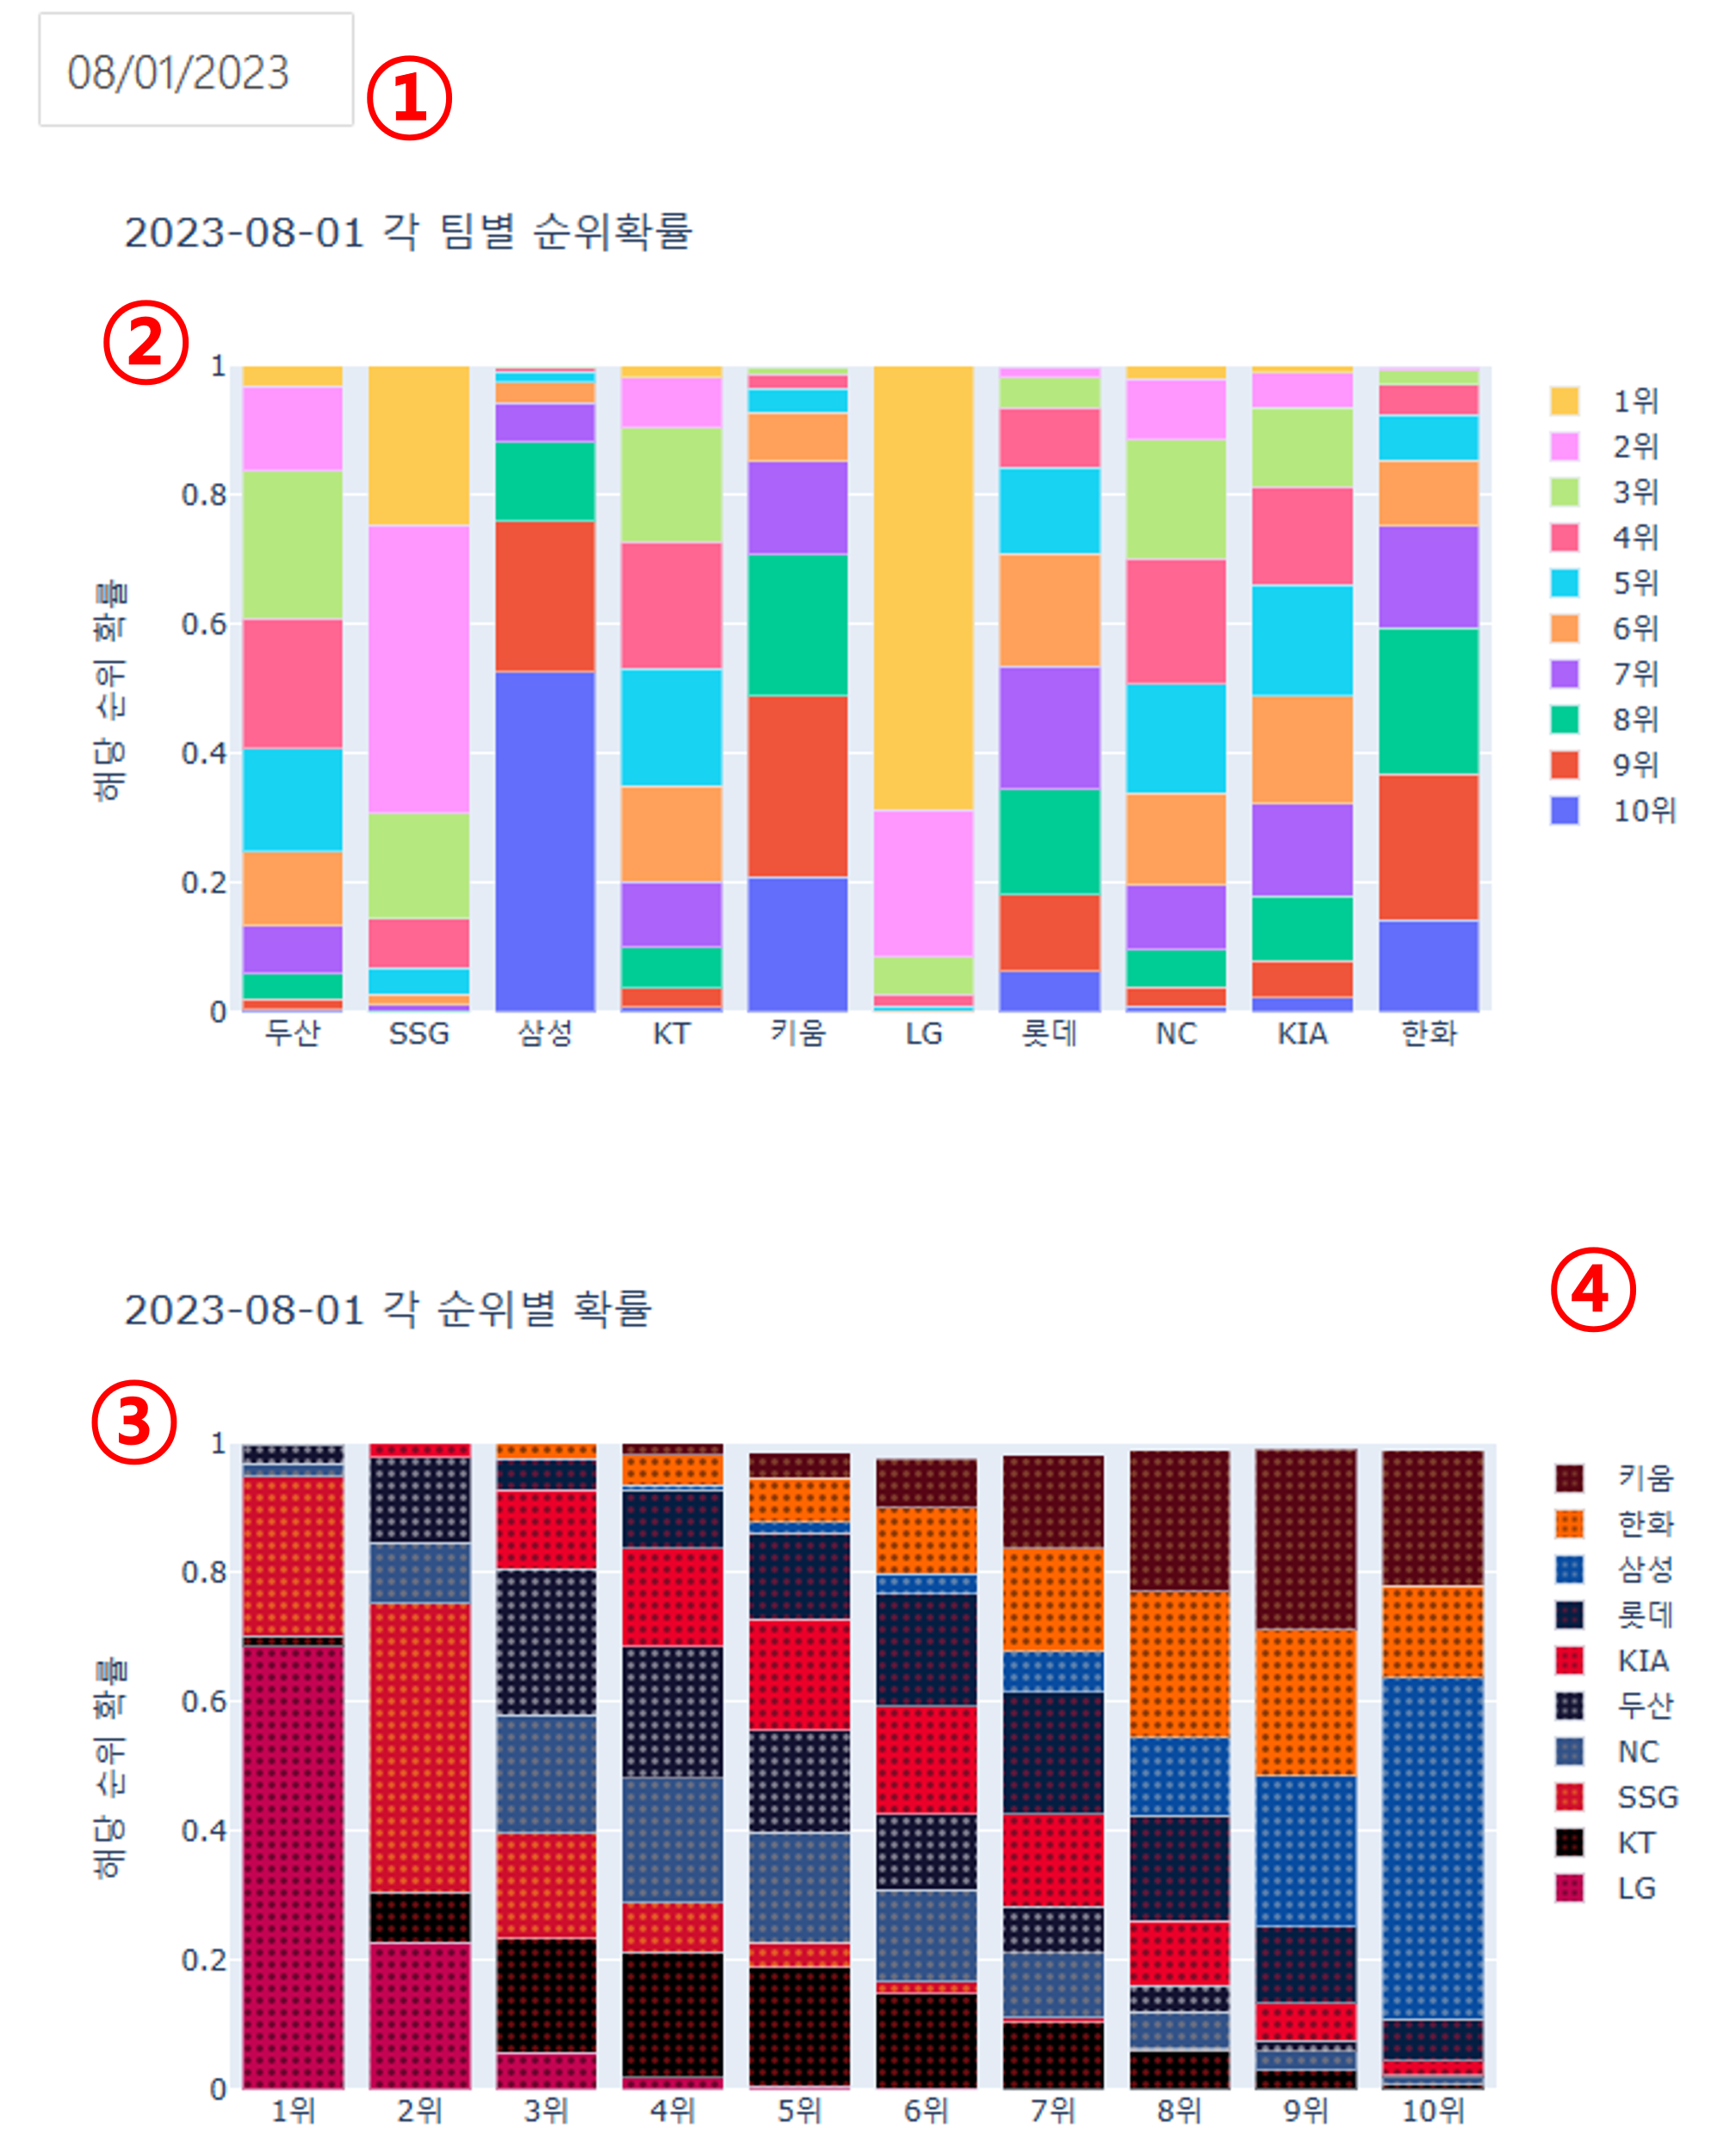 08/01/2023
①
2023-08-01 각 팀별 순위확률
②
해당 순위 확률
1
0.8
0.6
0.4
0.2
0
두산 SSG 삼성 KT 키움 LG 롯데 NC KIA 한화
1위
2위
3위
4위
5위
6위
7위
8위
9위
10위
2023-08-01 각 순위별 확률
④
③
해당 순위 확률
1
0.8
0.6
0.4
0.2
0
1위 2위 3위 4위 5위 6위 7위 8위 9위 10위
키움
한화
삼성
롯데
KIA
두산
NC
SSG
KT
LG